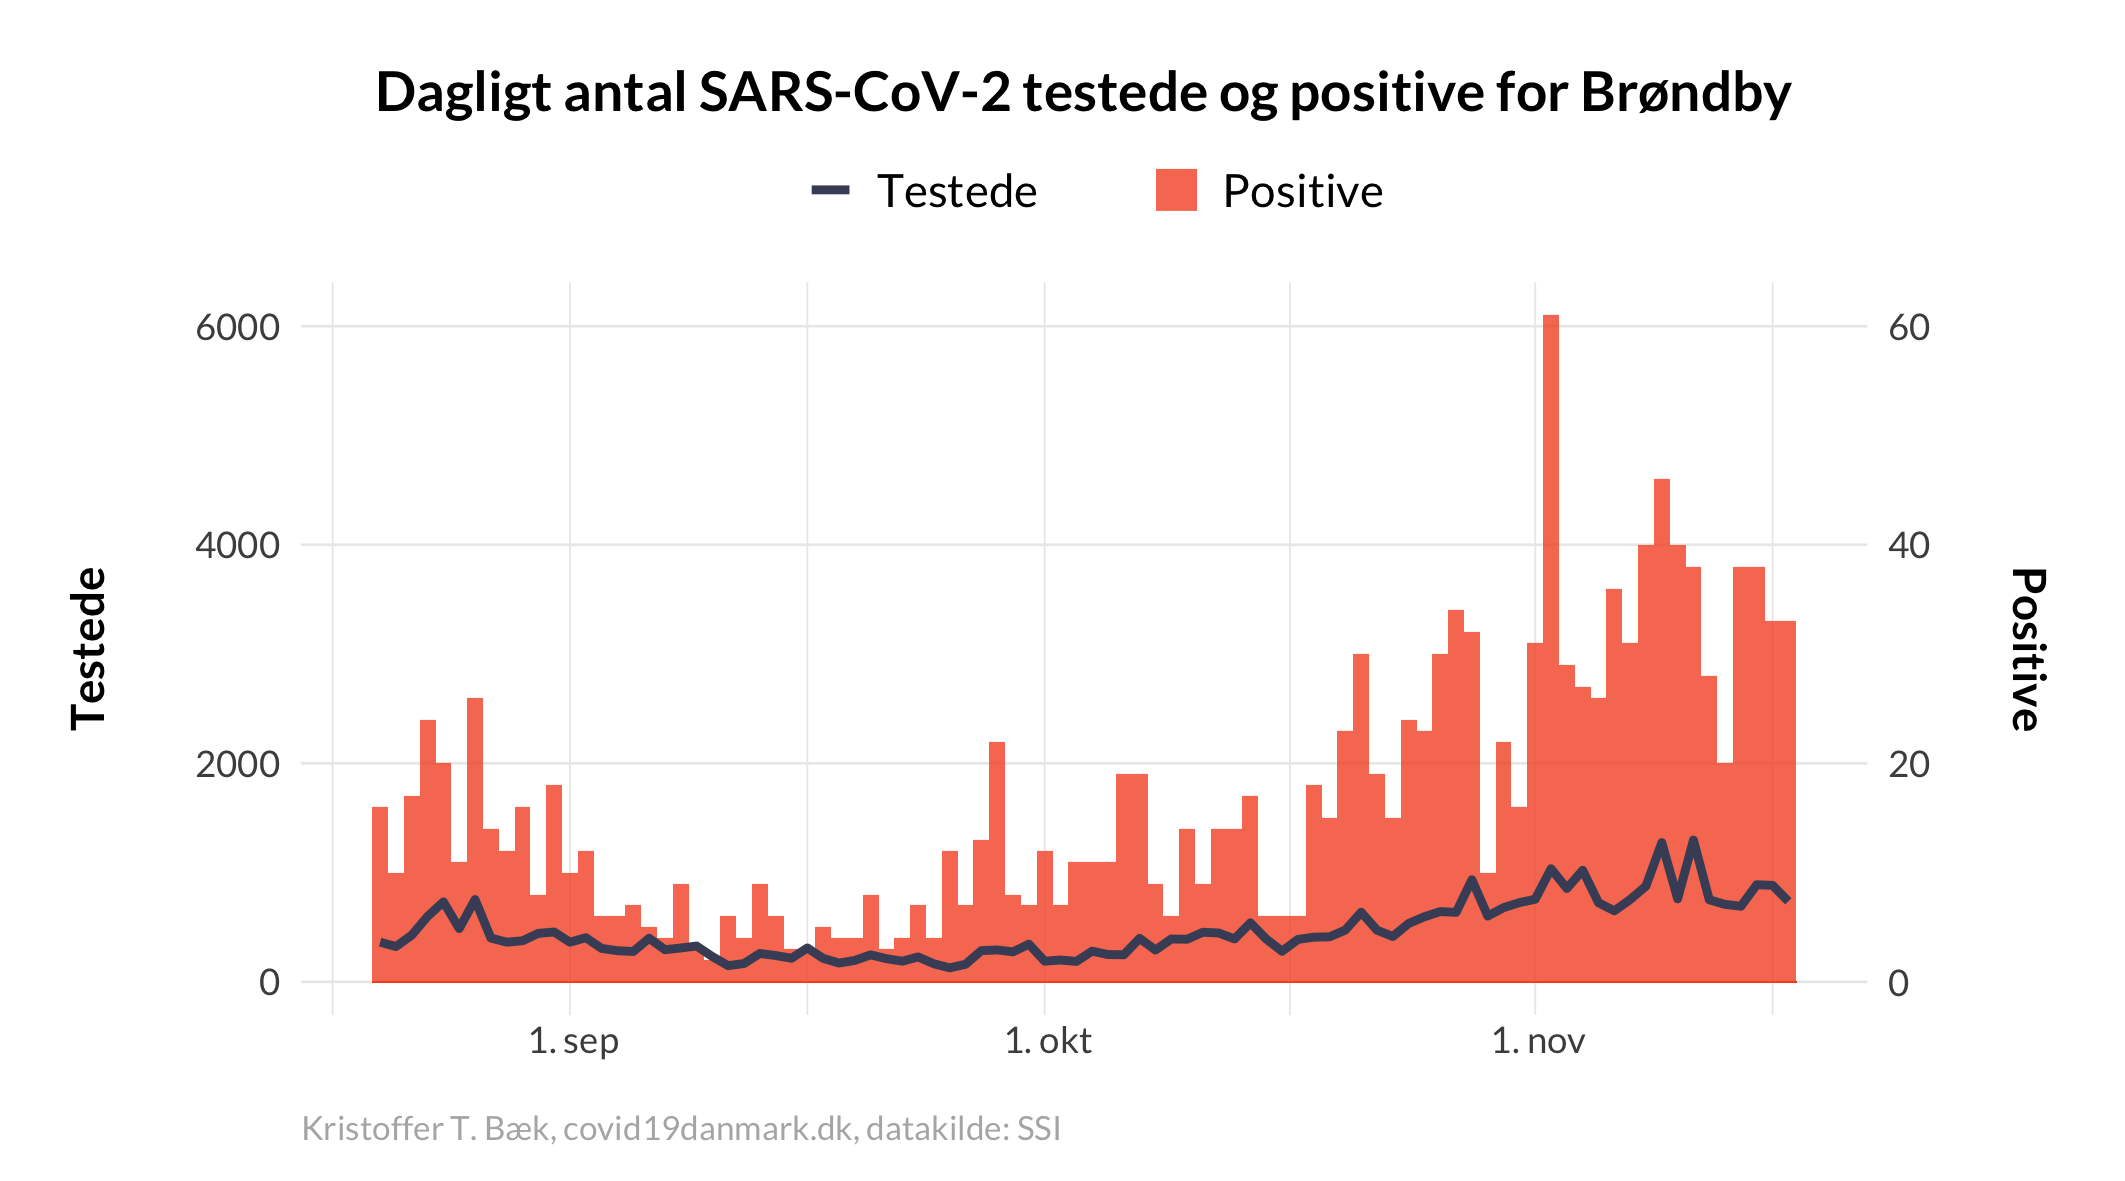 Dagligt antal SARS-CoV-2 testede og positive for Brøndby
Testede Positive
6000 60
4000 40
2000 20
0 0
Testede
Positive
1. sep 1. okt 1. nov
Kristoffer T. Bæk, covid19danmark.dk, datakilde: SSI